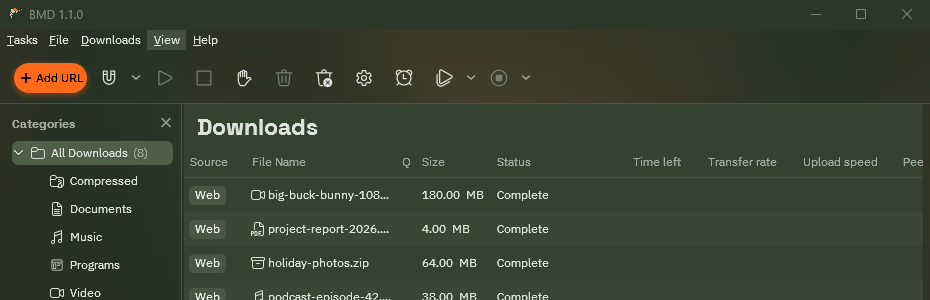 BMD 1.1.0
Tasks File Downloads View Help
Add URL
Categories
Downloads
All Downloads (8)
Source File Name Q Size Status Time left Transfer rate Upload speed Pee
Compressed
Web big-buck-bunny-108... 180.00 MB Complete
Documents
Web project-report-2026.... 4.00 MB Complete
Music
Programs
Web holiday-photos.zip 64.00 MB Complete
Video
Web podcast-episode-42.... 38.00 MB Complete